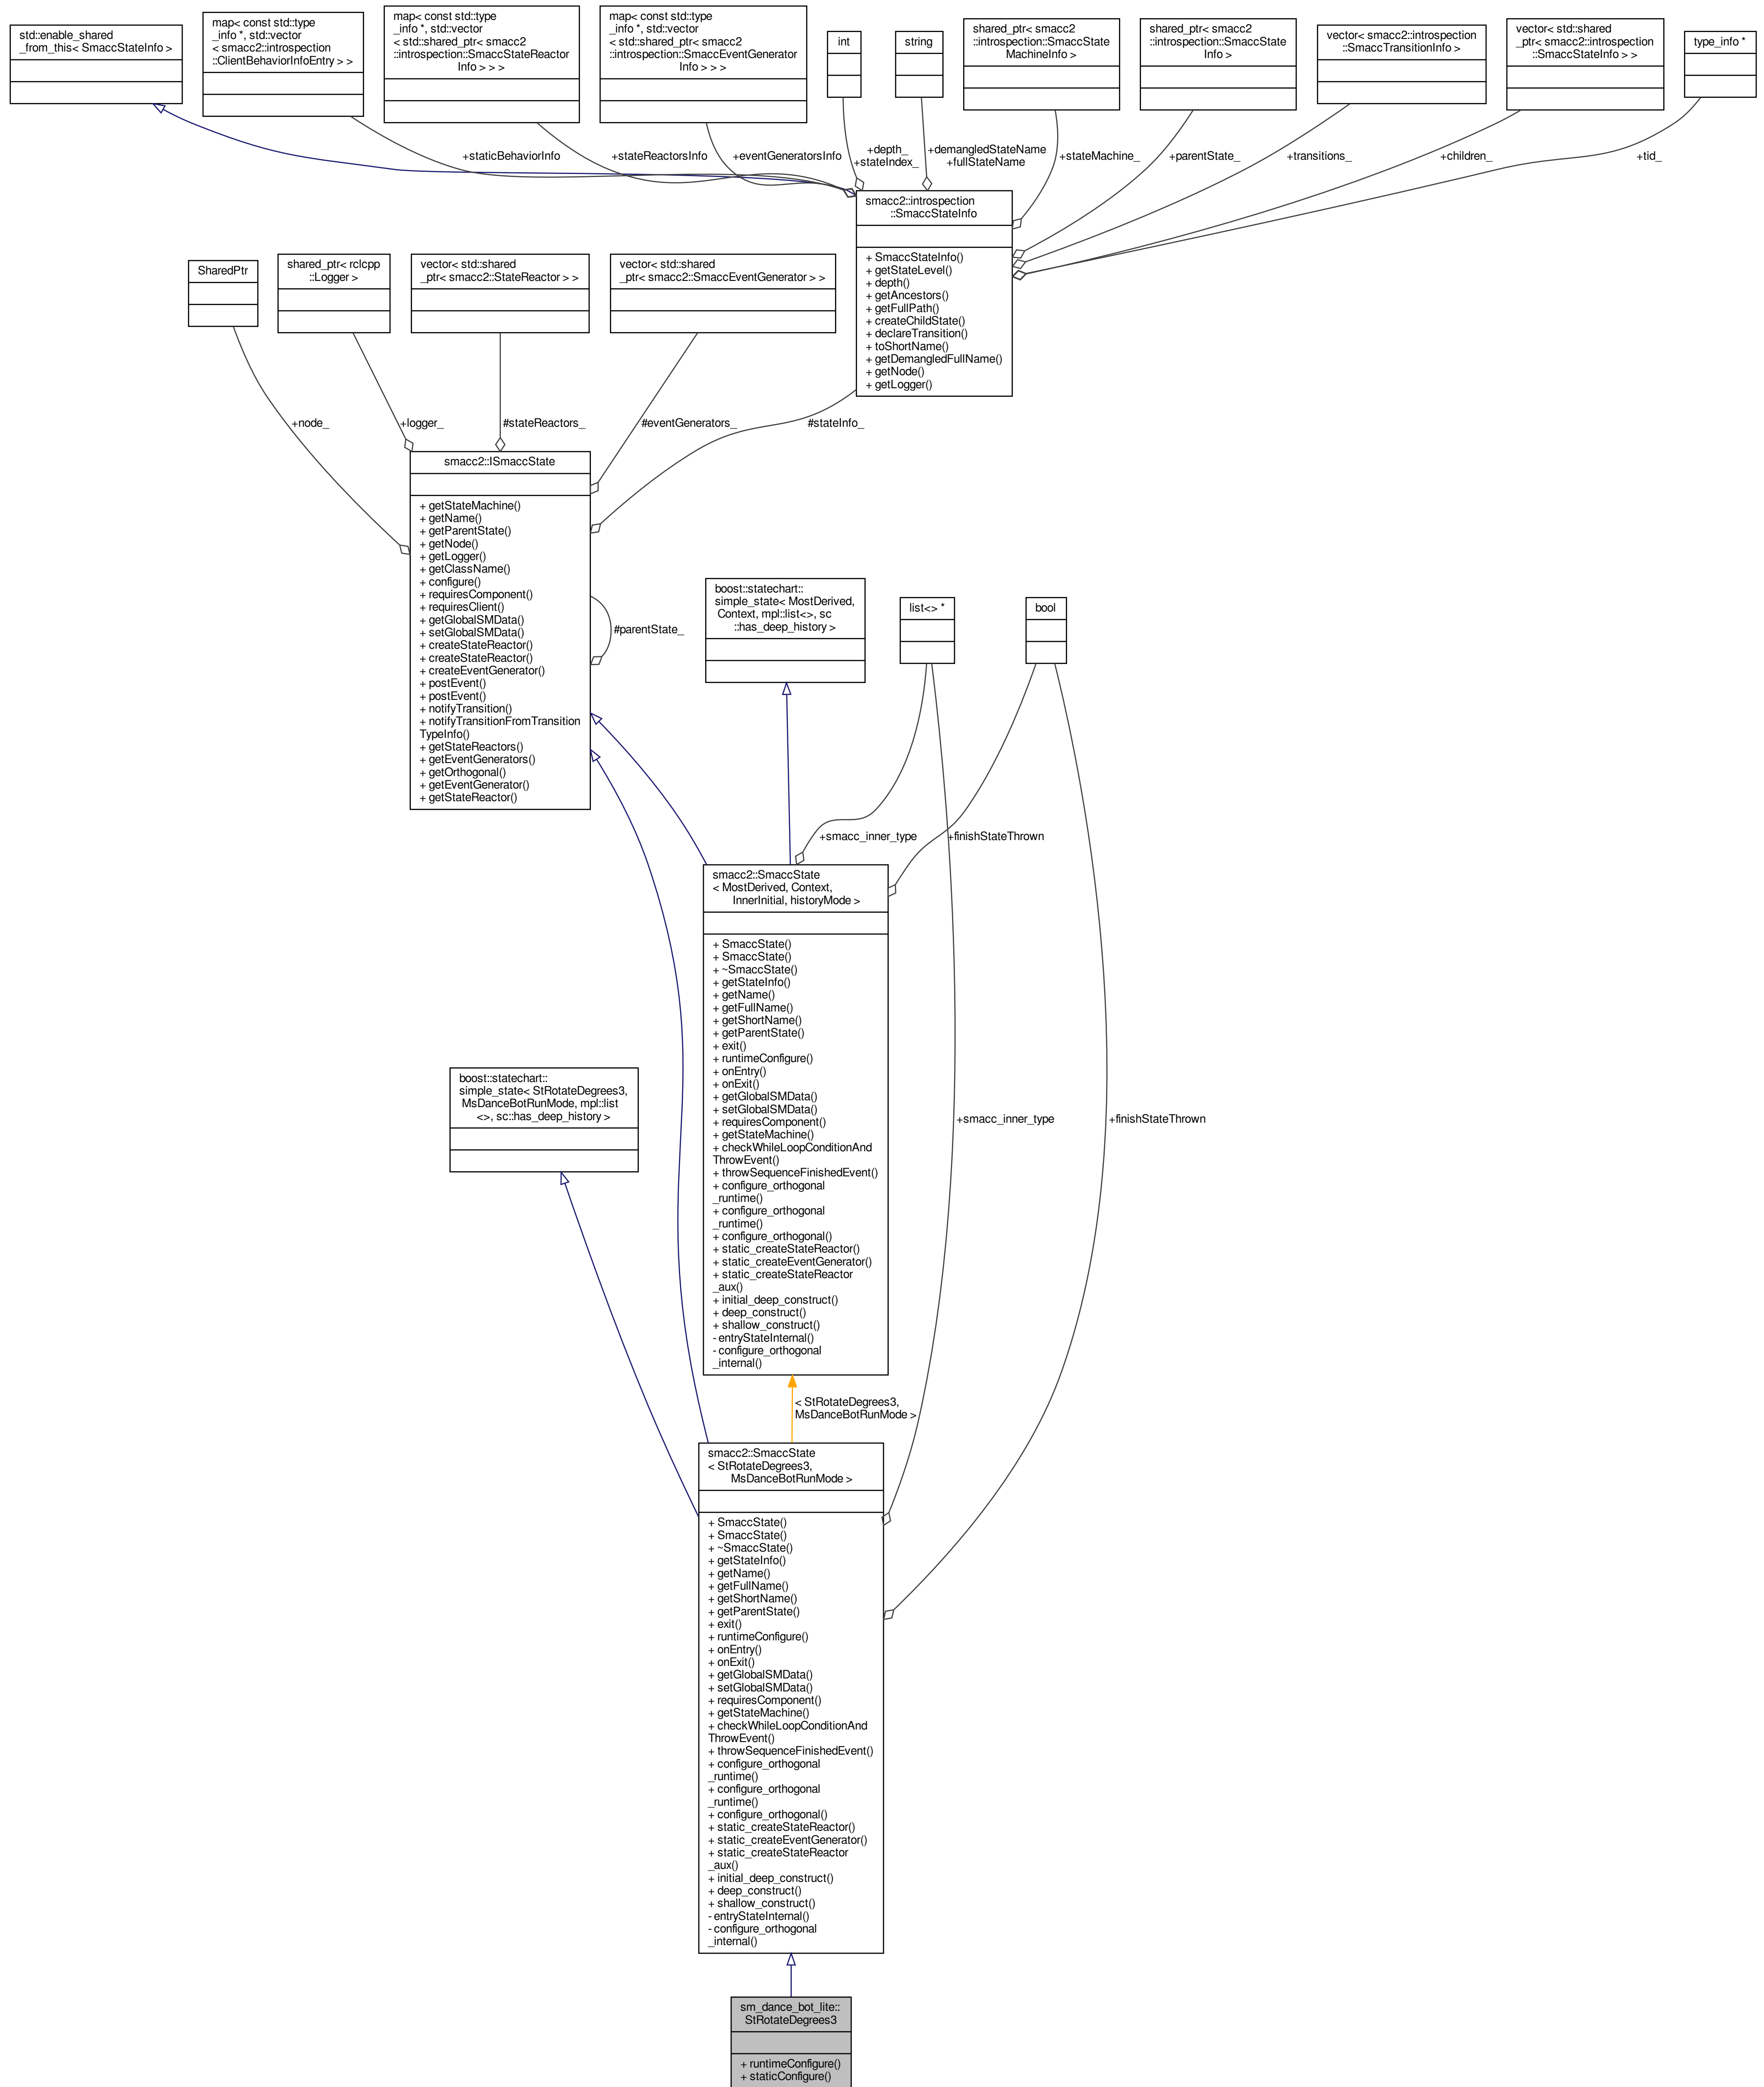 std::enable_shared
_from_this< SmaccStateInfo >
map< const std::type
_info *, std::vector
< smacc2::introspection
::ClientBehaviorInfoEntry > >
map< const std::type
_info *, std::vector
< std::shared_ptr< smacc2
::introspection::SmaccStateReactor
Info > > >
map< const std::type
_info *, std::vector
< std::shared_ptr< smacc2
::introspection::SmaccEventGenerator
Info > > >
int
string
shared_ptr< smacc2
::introspection::SmaccState
MachineInfo >
shared_ptr< smacc2
::introspection::SmaccState
Info >
vector< smacc2::introspection
::SmaccTransitionInfo >
vector< std::shared
_ptr< smacc2::introspection
::SmaccStateInfo > >
type_info *
+staticBehaviorInfo
+stateReactorsInfo
+eventGeneratorsInfo
+depth_
+stateIndex_
+demangledStateName
+fullStateName
+stateMachine_
+parentState_
+transitions_
+children_
+tid_
smacc2::introspection
::SmaccStateInfo
+ SmaccStateInfo()
+ getStateLevel()
+ depth()
+ getAncestors()
+ getFullPath()
+ createChildState()
+ declareTransition()
+ toShortName()
+ getDemangledFullName()
+ getNode()
+ getLogger()
SharedPtr
shared_ptr< rclcpp
::Logger >
vector< std::shared
_ptr< smacc2::StateReactor > >
vector< std::shared
_ptr< smacc2::SmaccEventGenerator > >
+node_
+logger_
#stateReactors_
#eventGenerators_
#stateInfo_
smacc2::ISmaccState
+ getStateMachine()
+ getName()
+ getParentState()
+ getNode()
+ getLogger()
+ getClassName()
+ configure()
+ requiresComponent()
+ requiresClient()
+ getGlobalSMData()
+ setGlobalSMData()
+ createStateReactor()
+ createStateReactor()
+ createEventGenerator()
+ postEvent()
+ postEvent()
+ notifyTransition()
+ notifyTransitionFromTransition
TypeInfo()
+ getStateReactors()
+ getEventGenerators()
+ getOrthogonal()
+ getEventGenerator()
+ getStateReactor()
#parentState_
boost::statechart::
simple_state< MostDerived,
Context, mpl::list<>, sc
::has_deep_history >
list<> *
bool
+smacc_inner_type
+finishStateThrown
smacc2::SmaccState
< MostDerived, Context,
InnerInitial, historyMode >
+ SmaccState()
+ SmaccState()
+ ~SmaccState()
+ getStateInfo()
+ getName()
+ getFullName()
+ getShortName()
+ getParentState()
+ exit()
+ runtimeConfigure()
+ onEntry()
+ onExit()
+ getGlobalSMData()
+ setGlobalSMData()
+ requiresComponent()
+ getStateMachine()
+ checkWhileLoopConditionAnd
ThrowEvent()
+ throwSequenceFinishedEvent()
+ configure_orthogonal
_runtime()
+ configure_orthogonal
_runtime()
+ configure_orthogonal()
+ static_createStateReactor()
+ static_createEventGenerator()
+ static_createStateReactor
_aux()
+ initial_deep_construct()
+ deep_construct()
+ shallow_construct()
- entryStateInternal()
- configure_orthogonal
_internal()
boost::statechart::
simple_state< StRotateDegrees3,
MsDanceBotRunMode, mpl::list
<>, sc::has_deep_history >
+smacc_inner_type
+finishStateThrown
< StRotateDegrees3,
MsDanceBotRunMode >
smacc2::SmaccState
< StRotateDegrees3,
MsDanceBotRunMode >
+ SmaccState()
+ SmaccState()
+ ~SmaccState()
+ getStateInfo()
+ getName()
+ getFullName()
+ getShortName()
+ getParentState()
+ exit()
+ runtimeConfigure()
+ onEntry()
+ onExit()
+ getGlobalSMData()
+ setGlobalSMData()
+ requiresComponent()
+ getStateMachine()
+ checkWhileLoopConditionAnd
ThrowEvent()
+ throwSequenceFinishedEvent()
+ configure_orthogonal
_runtime()
+ configure_orthogonal
_runtime()
+ configure_orthogonal()
+ static_createStateReactor()
+ static_createEventGenerator()
+ static_createStateReactor
_aux()
+ initial_deep_construct()
+ deep_construct()
+ shallow_construct()
- entryStateInternal()
- configure_orthogonal
_internal()
sm_dance_bot_lite::
StRotateDegrees3
+ runtimeConfigure()
+ staticConfigure()